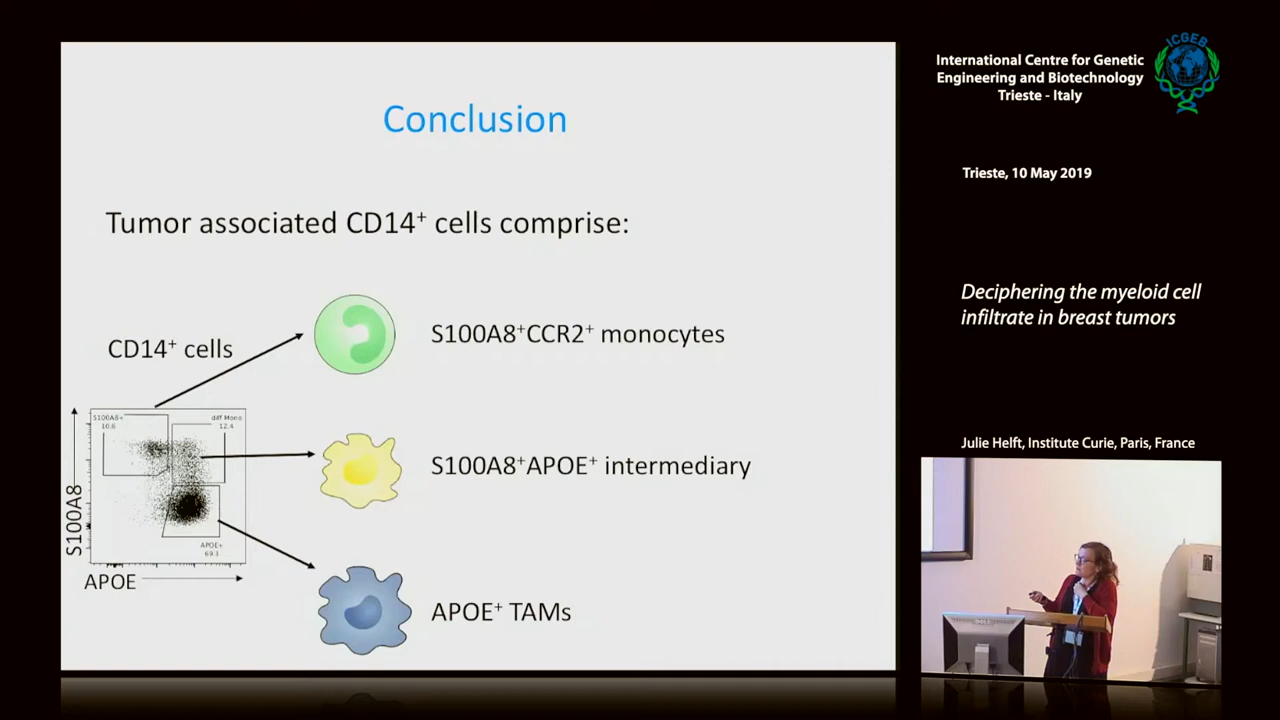 Conclusion
Tumor associated CD14⁺ cells comprise:
CD14⁺ cells
S100A8⁺CCR2⁺ monocytes
S100A8+
10.6
diff Mono
12.4
S100A8⁺APOE⁺ intermediary
S100A8
APOE+
69.3
APOE
APOE⁺ TAMs
International Centre for Genetic
Engineering and Biotechnology
Trieste - Italy
ICGEB
Trieste, 10 May 2019
Deciphering the myeloid cell
infiltrate in breast tumors
Julie Helft, Institute Curie, Paris, France
DELL